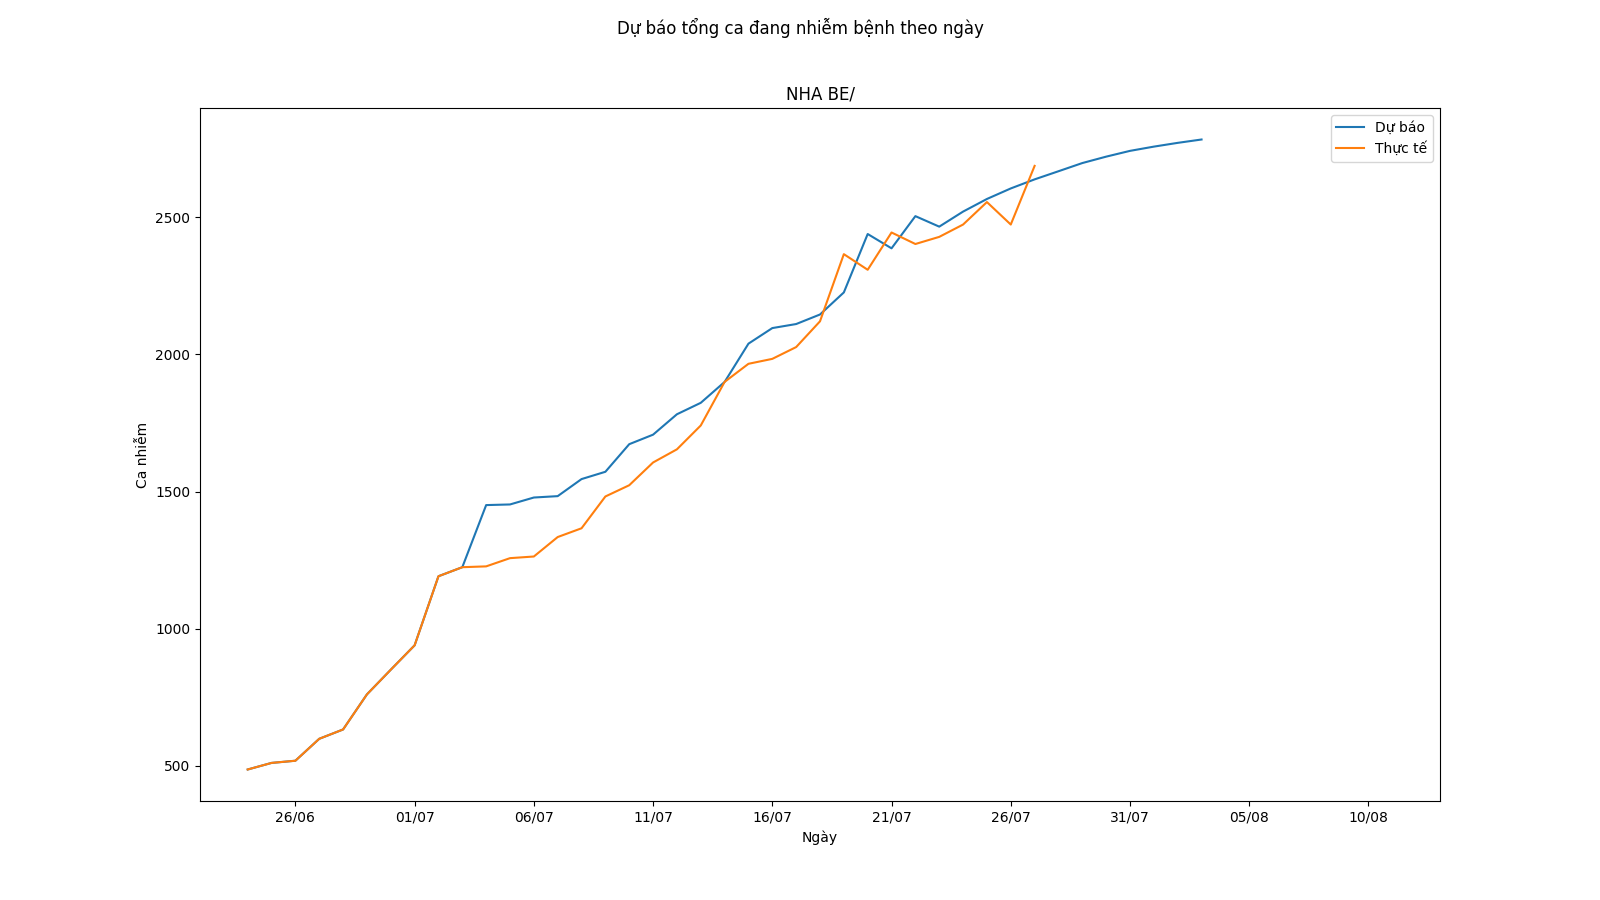 Dự báo tổng ca đang nhiễm bệnh theo ngày
NHA BE/
Dự báo
Thực tế
2500
2000
1500
1000
500
Ca nhiễm
26/06 01/07 06/07 11/07 16/07 21/07 26/07 31/07 05/08 10/08
Ngày